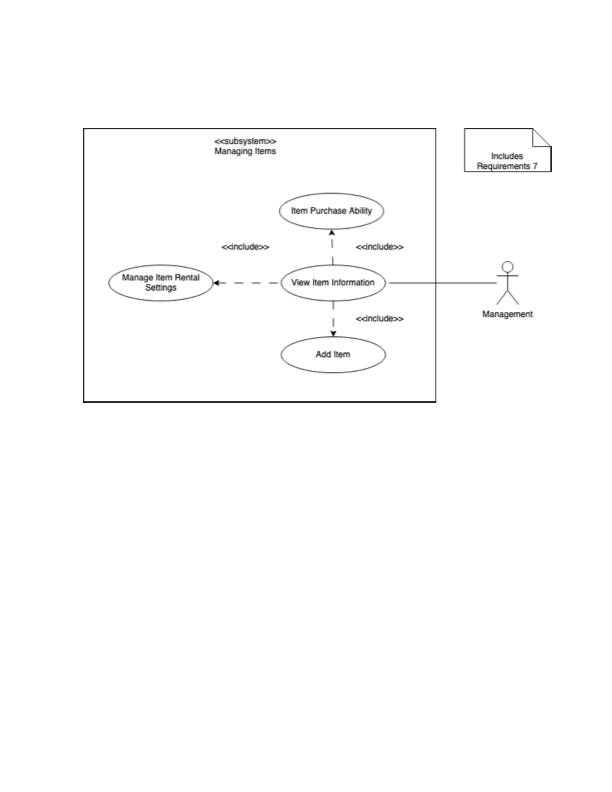 <<subsystem>>
Managing Items
Includes
Requirements 7
Item Purchase Ability
<<include>>
<<include>>
Manage Item Rental
Settings
View Item Information
Management
<<include>>
Add Item